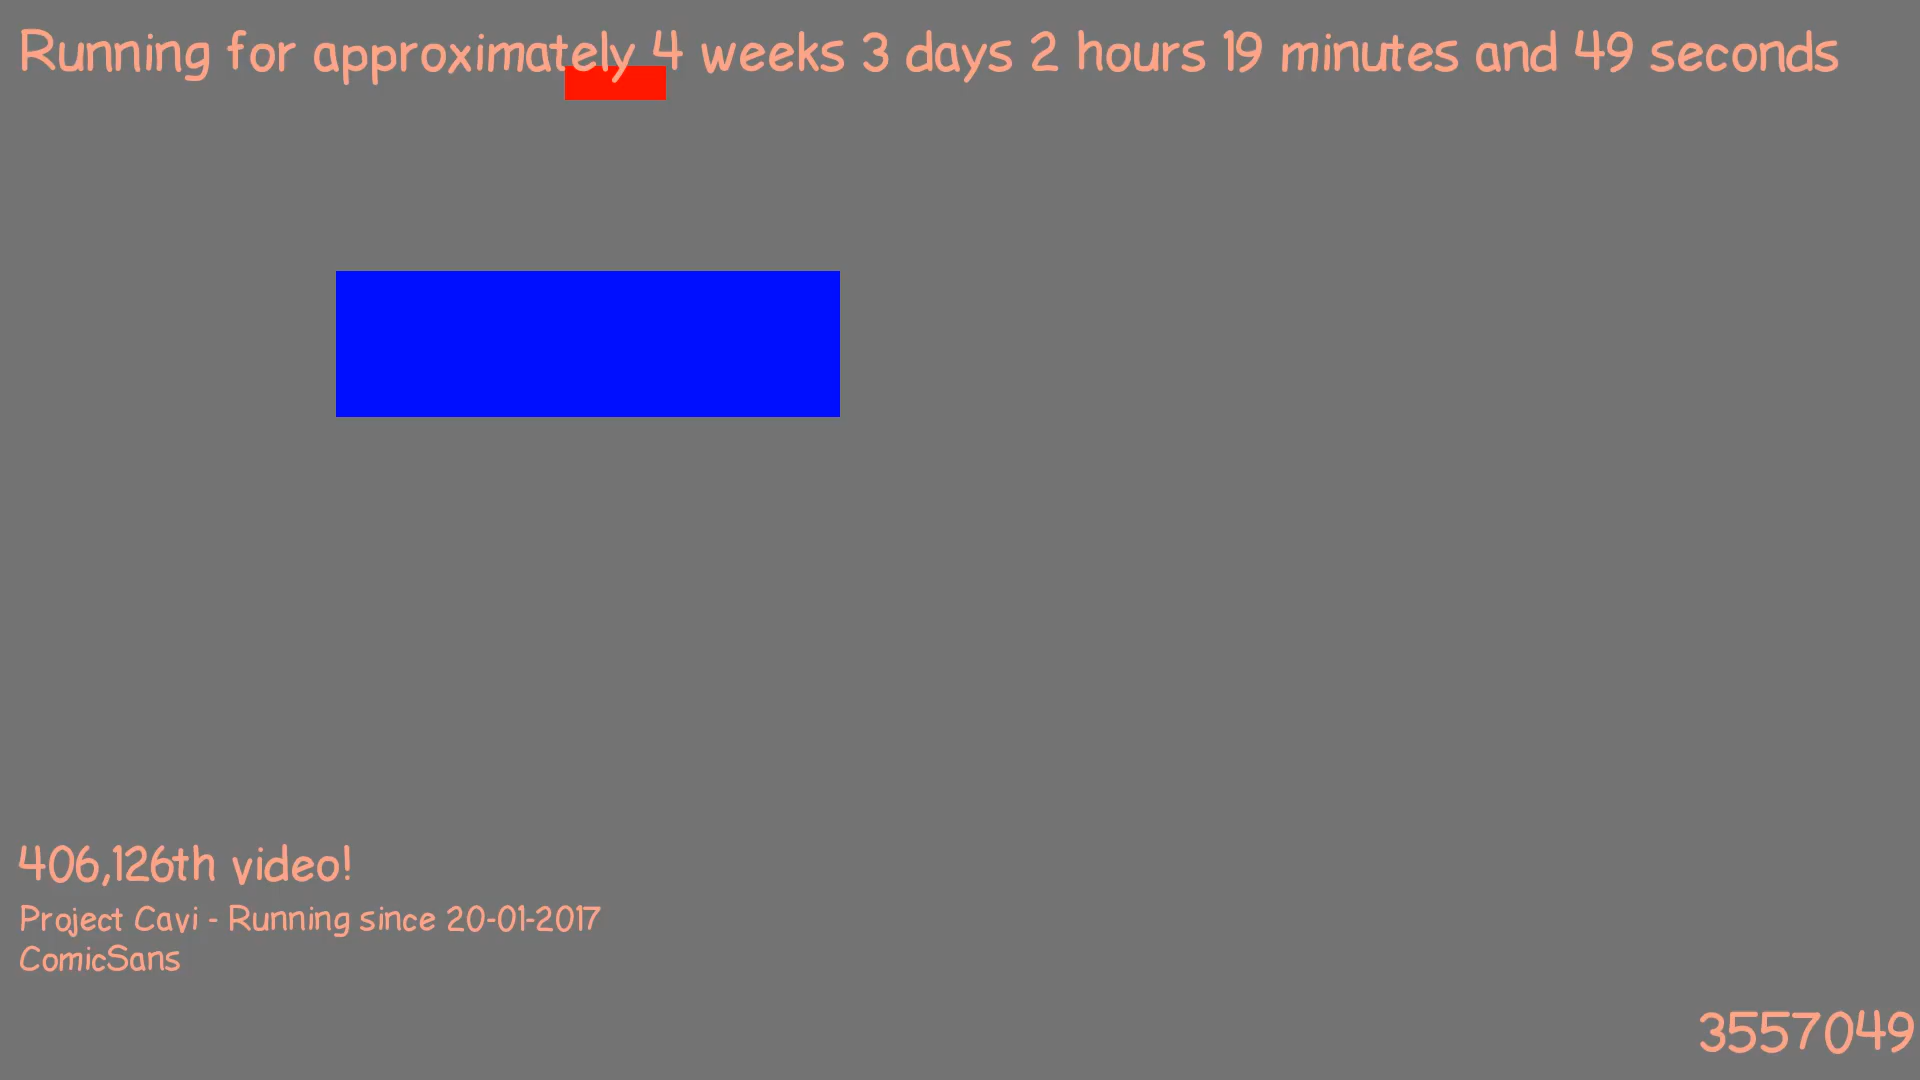 Running for approximately 4 weeks 3 days 2 hours 19 minutes and 49 seconds
406,126th video!
Project Cavi - Running since 20-01-2017
ComicSans
3557049